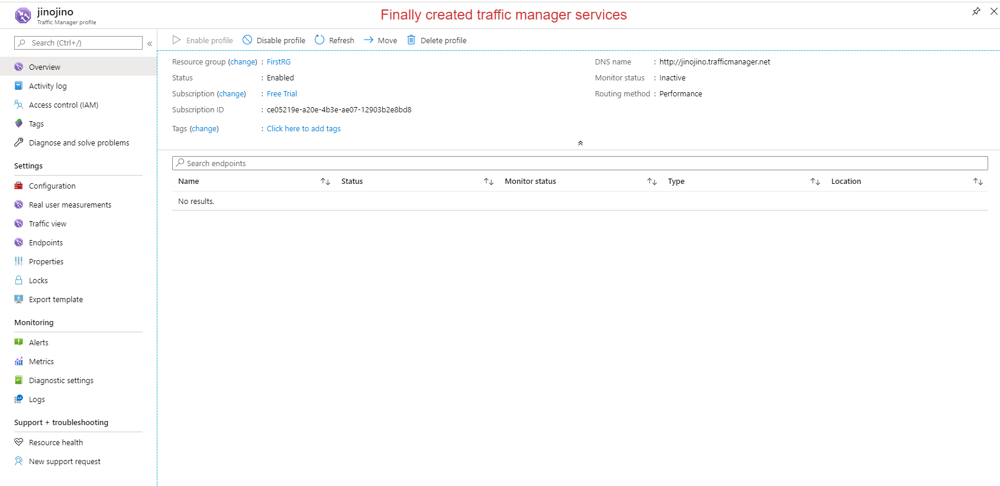 jinojino
Traffic Manager profile
Finally created traffic manager services
Search (Ctrl+/)
«
Overview
Activity log
Access control (IAM)
Tags
Diagnose and solve problems
Settings
Configuration
Real user measurements
Traffic view
Endpoints
Properties
Locks
Export template
Monitoring
Alerts
Metrics
Diagnostic settings
Logs
Support + troubleshooting
Resource health
New support request
Enable profile Disable profile Refresh Move Delete profile
Resource group (change) : FirstRG
Status : Enabled
Subscription (change) : Free Trial
Subscription ID : ce05219e-a20e-4b3e-ae07-12903b2e8bd8
Tags (change) : Click here to add tags
DNS name : http://jinojino.trafficmanager.net
Monitor status : Inactive
Routing method : Performance
Search endpoints
Name Status Monitor status Type Location
No results.